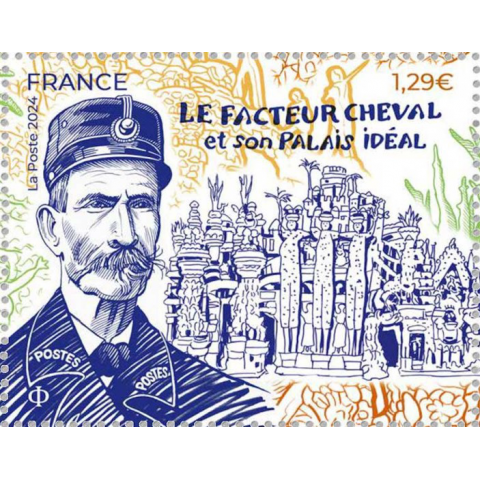 FRANCE
1,29€
La Poste 2024
LE FACTEUR CHEVAL
et son PALAIS IDÉAL
POSTES
POSTES